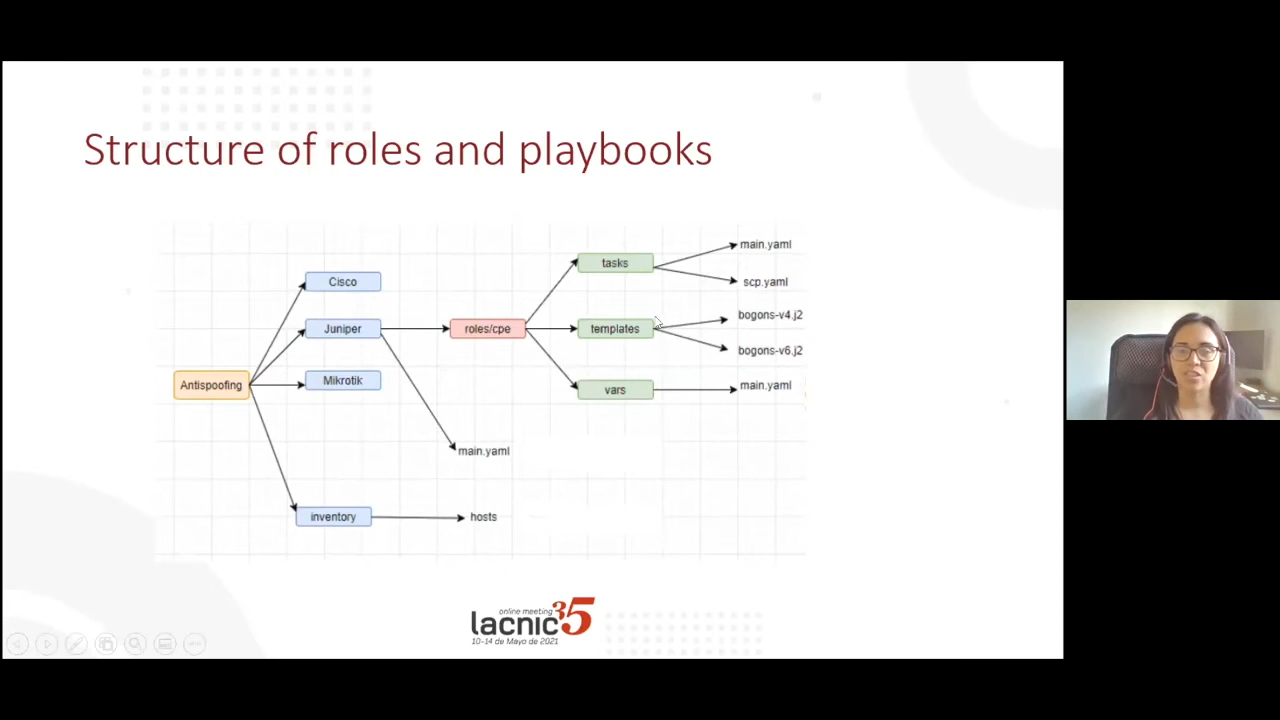 Structure of roles and playbooks
main.yaml
tasks
Cisco
scp.yaml
bogons-v4.j2
Juniper
roles/cpe
templates
bogons-v6.j2
Antispoofing
Mikrotik
vars
main.yaml
main.yaml
inventory
hosts
online meeting
lacnic35
10-14 de Mayo de 2021